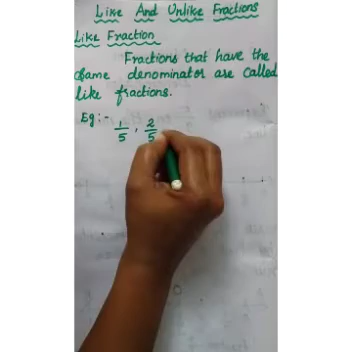 Like And Unlike Fractions
Like Fraction
Fractions that have the
same denominator are called
like fractions.
Eg:- 1/5, 2/5